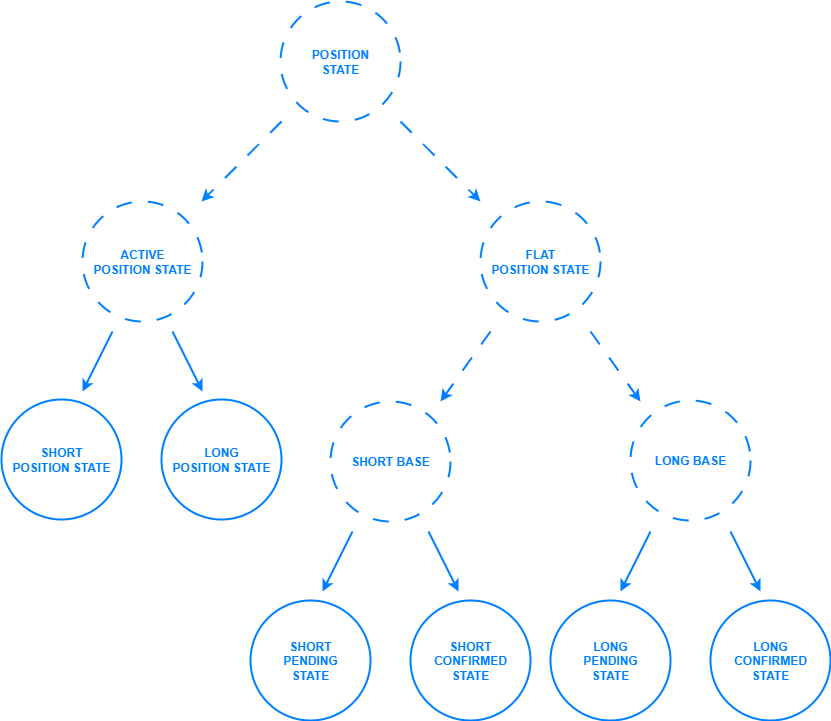 POSITION
STATE
ACTIVE
POSITION STATE
FLAT
POSITION STATE
SHORT
POSITION STATE
LONG
POSITION STATE
SHORT BASE
LONG BASE
SHORT
PENDING
STATE
SHORT
CONFIRMED
STATE
LONG
PENDING
STATE
LONG
CONFIRMED
STATE